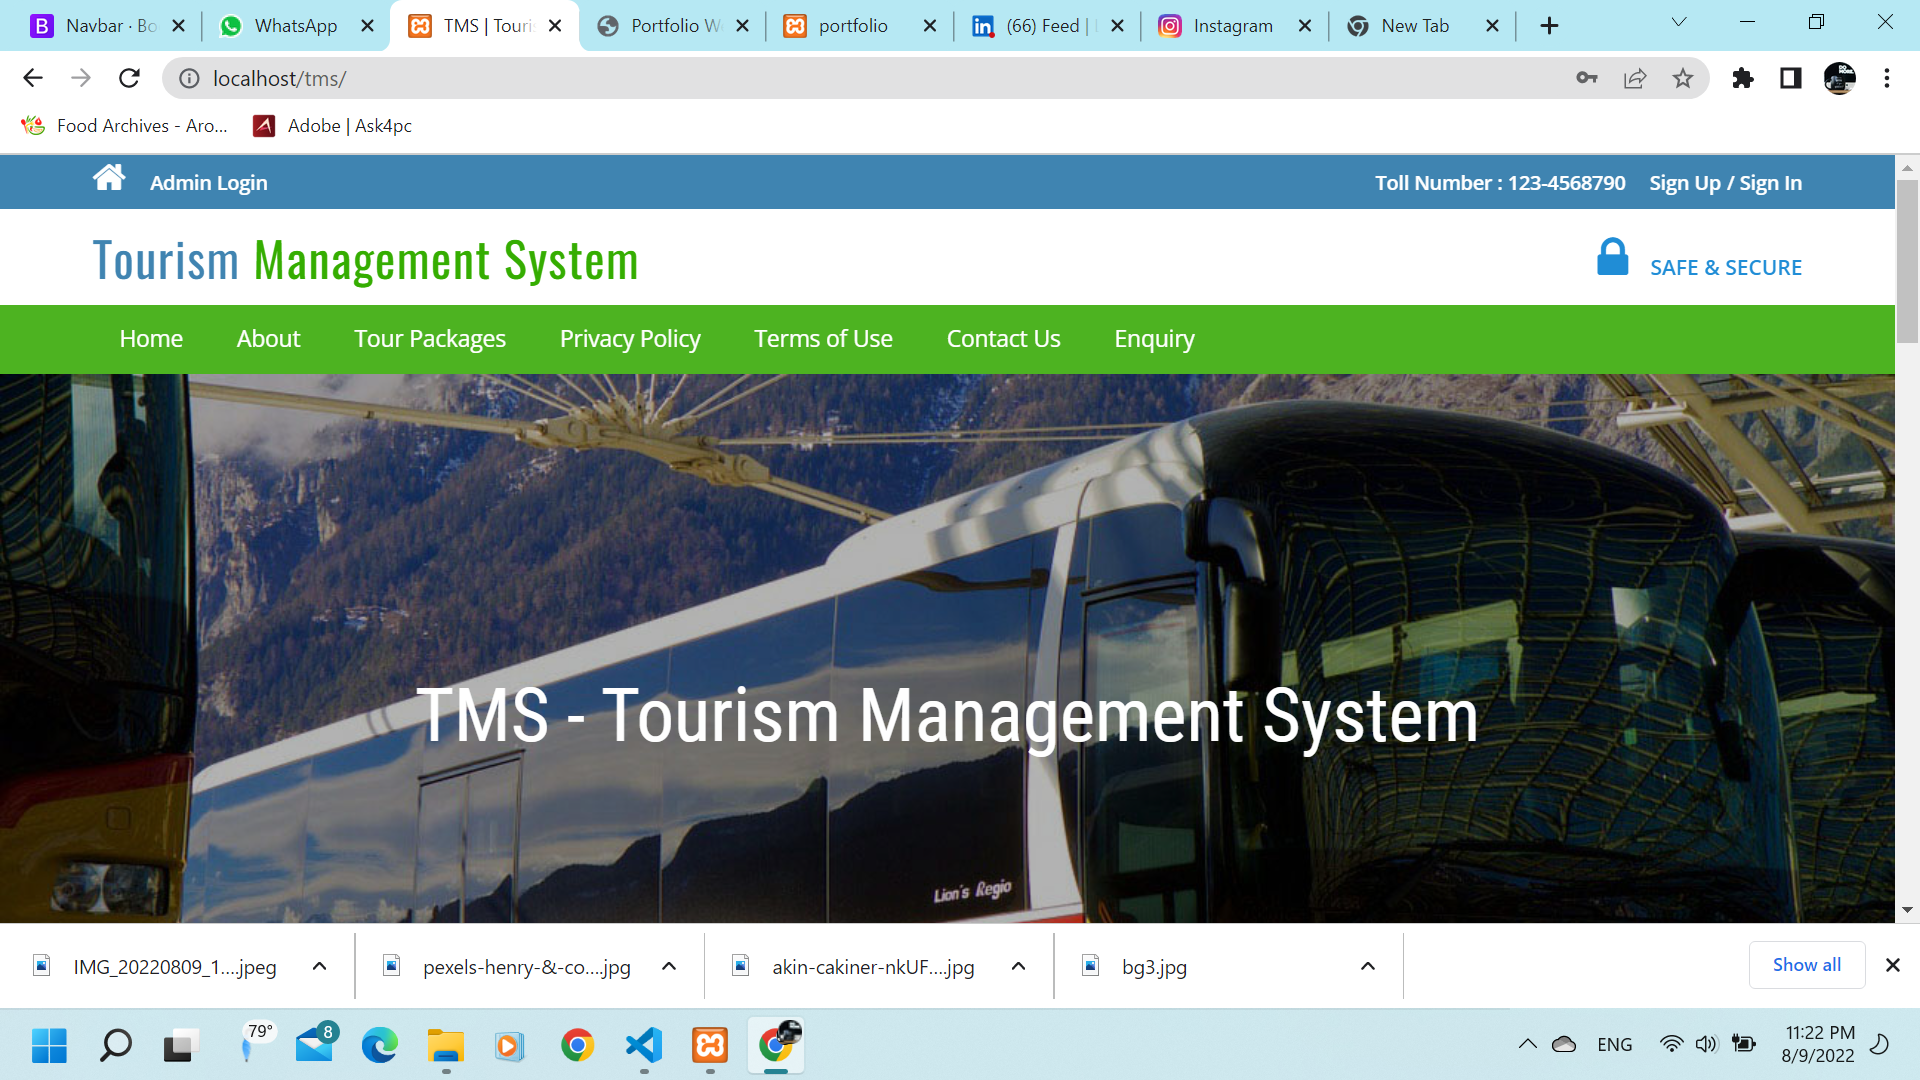 Navbar · Bo
WhatsApp
TMS | Touris
Portfolio W
portfolio
(66) Feed |
Instagram
New Tab
localhost/tms/
Food Archives - Aro...
Adobe | Ask4pc
Admin Login
Toll Number : 123-4568790
Sign Up / Sign In
Tourism Management System
SAFE & SECURE
Home
About
Tour Packages
Privacy Policy
Terms of Use
Contact Us
Enquiry
TMS - Tourism Management System
Lion's Regio
IMG_20220809_1....jpeg
pexels-henry-&-co....jpg
akin-cakiner-nkUF....jpg
bg3.jpg
Show all
79°
8
ENG
11:22 PM
8/9/2022